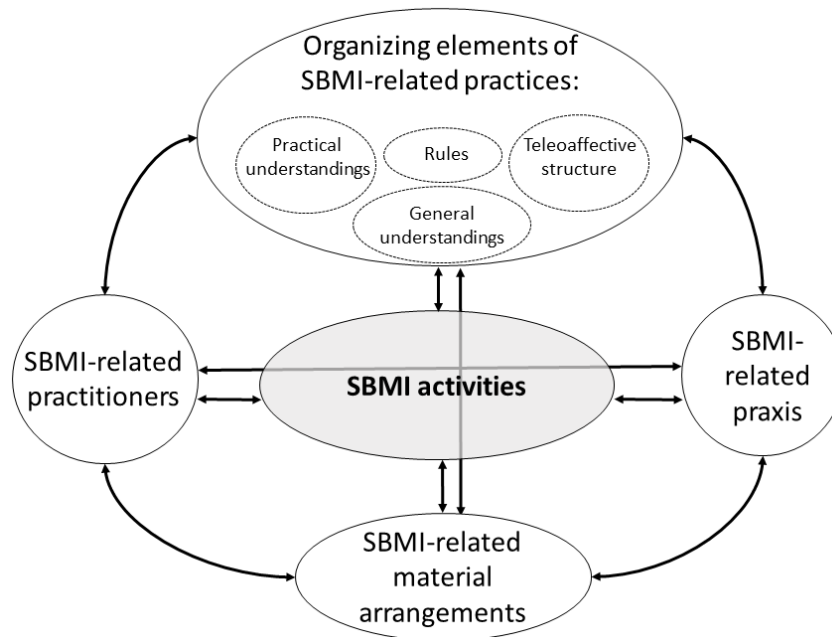 Organizing elements of
SBMI-related practices:
Practical
understandings
Rules
Teleoaffective
structure
General
understandings
SBMI-related
practitioners
SBMI activities
SBMI-
related
praxis
SBMI-related
material
arrangements